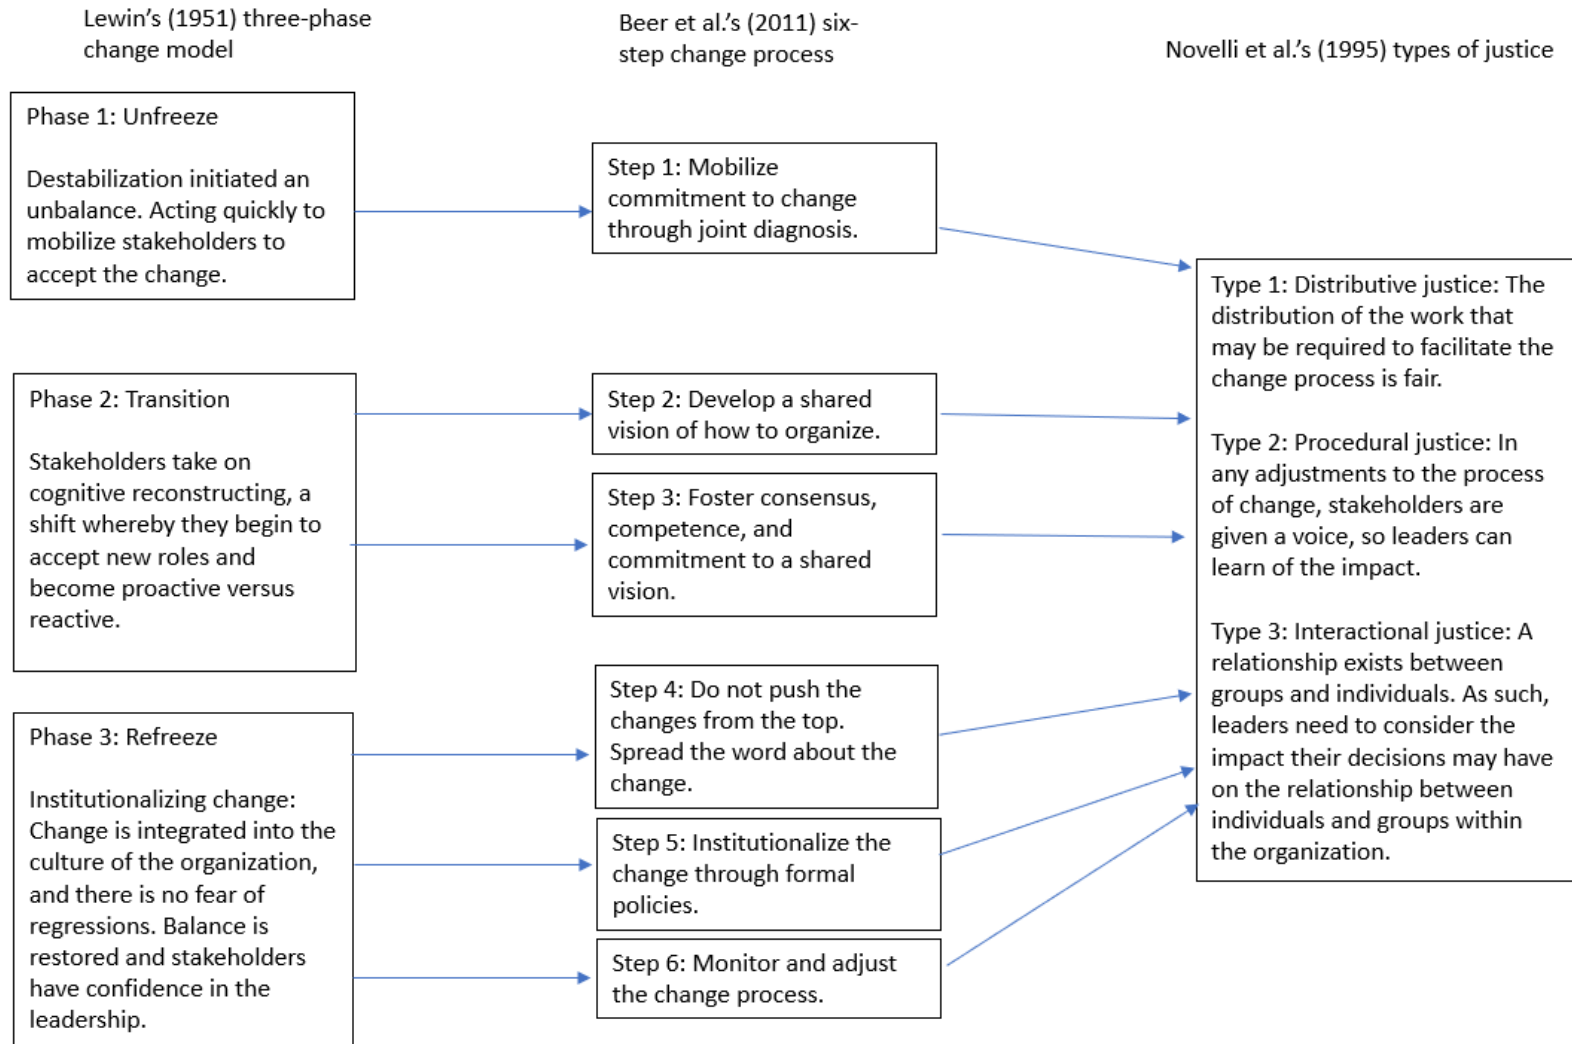 Lewin’s (1951) three-phase
change model
Beer et al.’s (2011) six-
step change process
Novelli et al.’s (1995) types of justice
Phase 1: Unfreeze
Destabilization initiated an
unbalance. Acting quickly to
mobilize stakeholders to
accept the change.
Phase 2: Transition
Stakeholders take on
cognitive reconstructing, a
shift whereby they begin to
accept new roles and
become proactive versus
reactive.
Phase 3: Refreeze
Institutionalizing change:
Change is integrated into the
culture of the organization,
and there is no fear of
regressions. Balance is
restored and stakeholders
have confidence in the
leadership.
Step 1: Mobilize
commitment to change
through joint diagnosis.
Step 2: Develop a shared
vision of how to organize.
Step 3: Foster consensus,
competence, and
commitment to a shared
vision.
Step 4: Do not push the
changes from the top.
Spread the word about the
change.
Step 5: Institutionalize the
change through formal
policies.
Step 6: Monitor and adjust
the change process.
Type 1: Distributive justice: The
distribution of the work that
may be required to facilitate the
change process is fair.
Type 2: Procedural justice: In
any adjustments to the process
of change, stakeholders are
given a voice, so leaders can
learn of the impact.
Type 3: Interactional justice: A
relationship exists between
groups and individuals. As such,
leaders need to consider the
impact their decisions may have
on the relationship between
individuals and groups within
the organization.